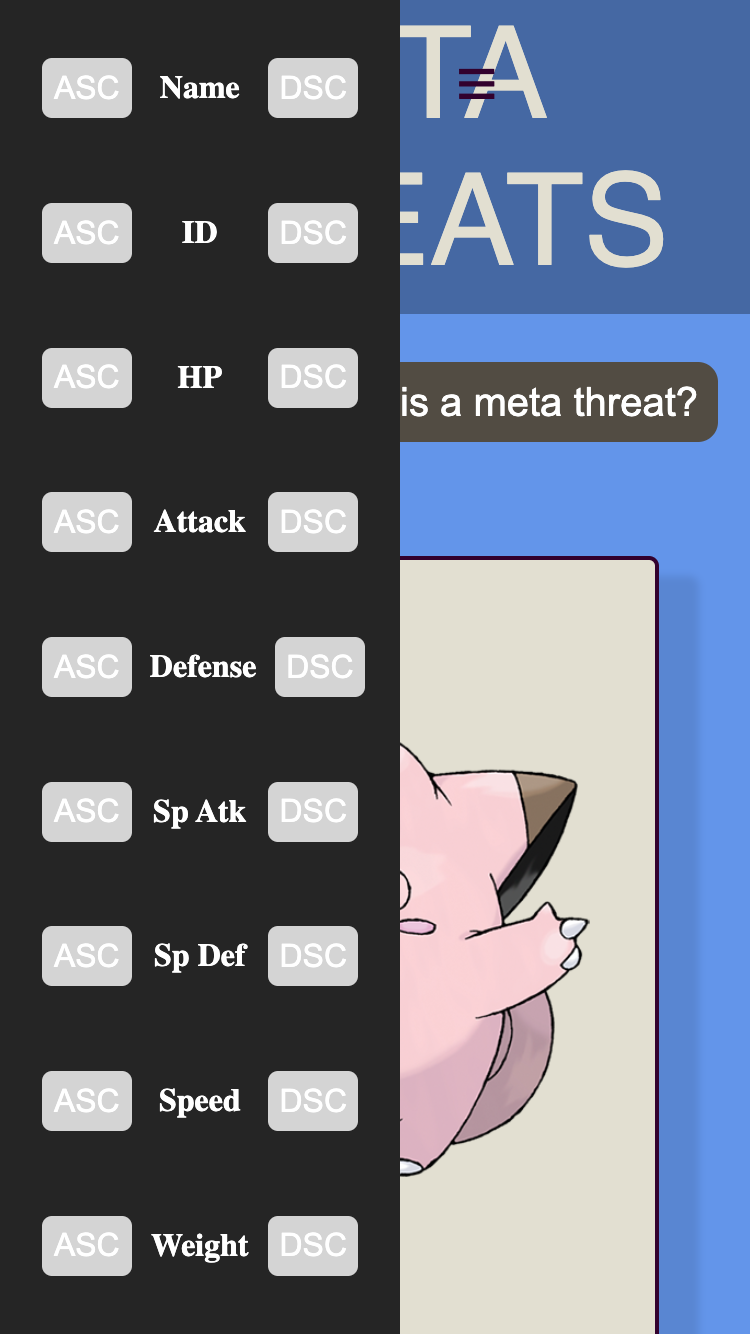 ASC Name DSC
ASC ID DSC
ASC HP DSC
ASC Attack DSC
ASC Defense DSC
ASC Sp Atk DSC
ASC Sp Def DSC
ASC Speed DSC
ASC Weight DSC
TA
EATS
is a meta threat?